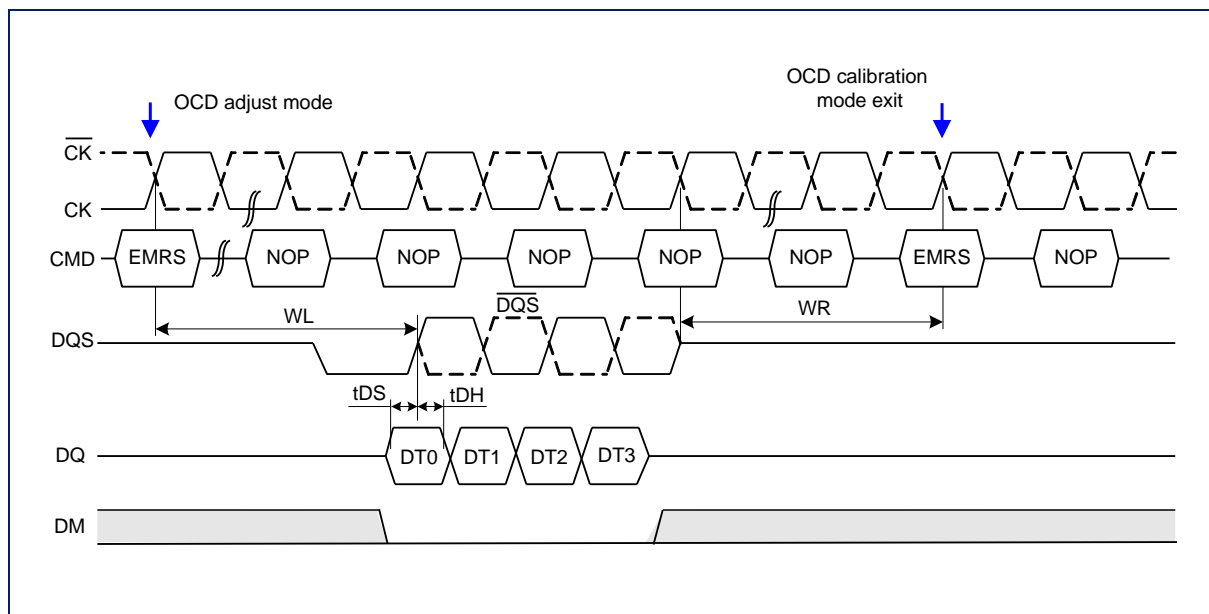 OCD adjust mode
OCD calibration
mode exit
CK
CK
CMD
EMRS
NOP
NOP
NOP
NOP
NOP
EMRS
NOP
WL
DQS
WR
DQS
tDS
tDH
DQ
DT0
DT1
DT2
DT3
DM